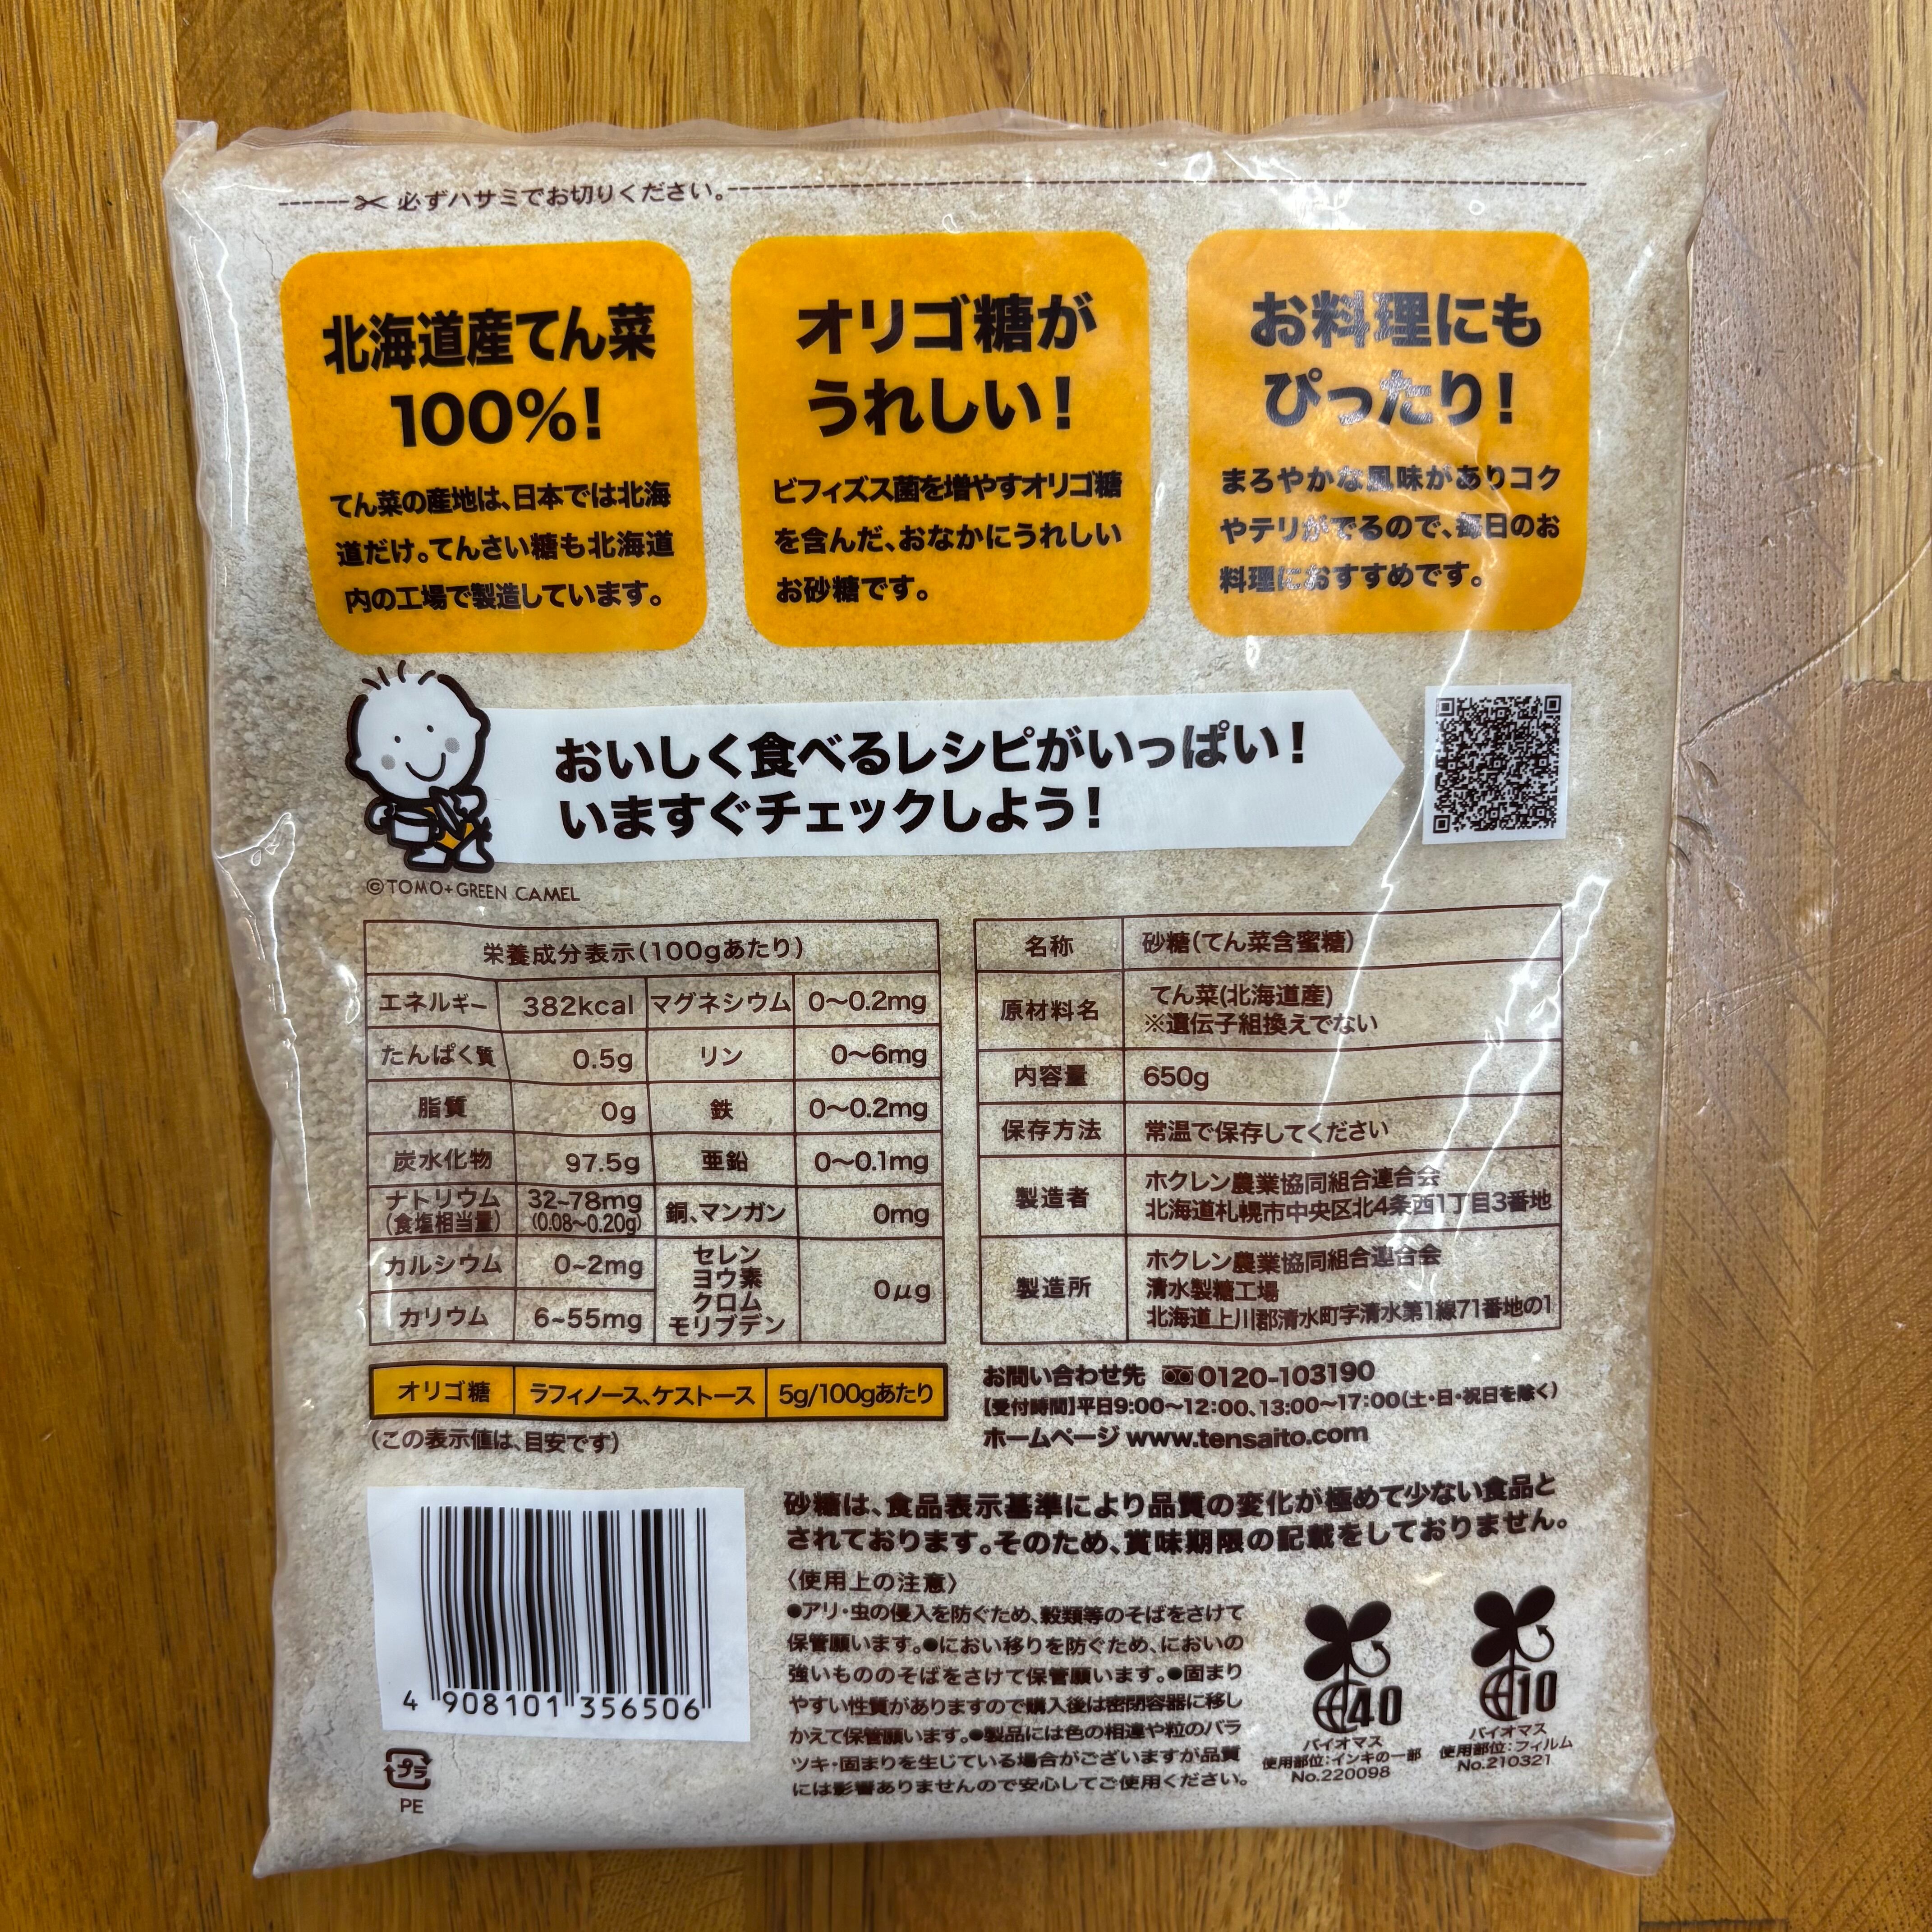 必ずハサミでお切りください。
北海道産てん菜
100%!
てん菜の産地は、日本では北海
道だけ。てんさい糖も北海道
内の工場で製造しています。
オリゴ糖が
うれしい!
ビフィズス菌を増やすオリゴ糖
を含んだ、おなかにうれしい
お砂糖です。
お料理にも
ぴったり!
まろやかな風味がありコク
やテリがでるので、毎日のお
料理におすすめです。
おいしく食べるレシピがいっぱい!
いますぐチェックしよう!
©TOMO+GREEN CAMEL
栄養成分表示(100gあたり)
エネルギー 382kcal マグネシウム 0〜0.2mg
たんぱく質 0.5g リン 0〜6mg
脂質 0g 鉄 0〜0.2mg
炭水化物 97.5g 亜鉛 0〜0.1mg
ナトリウム 32~78mg 銅、マンガン 0mg
(食塩相当量) (0.08〜0.20g)
カルシウム 0~2mg
カリウム 6~55mg
セレン
ヨウ素
クロム
モリブデン
0μg
オリゴ糖 ラフィノース、ケストース 5g/100gあたり
(この表示値は、目安です)
名称 砂糖(てん菜含蜜糖)
原材料名 てん菜(北海道産)
※遺伝子組換えでない
内容量 650g
保存方法 常温で保存してください
製造者 ホクレン農業協同組合連合会
北海道札幌市中央区北4条西1丁目3番地
製造所 ホクレン農業協同組合連合会
清水製糖工場
北海道上川郡清水町字清水第1線71番地の1
お問い合わせ先 0120-103190
【受付時間】平日9:00〜12:00、13:00〜17:00(土・日・祝日を除く)
ホームページ www.tensaito.com
砂糖は、食品表示基準により品質の変化が極めて少ない食品と
されております。そのため、賞味期限の記載をしておりません。
〈使用上の注意〉
●アリ・虫の侵入を防ぐため、穀類等のそばをさけて
保管願います。●におい移りを防ぐため、においの
強いもののそばをさけて保管願います。●固まり
やすい性質がありますので購入後は密閉容器に移し
かえて保管願います。●製品には色の相違や粒のバラ
ツキ・固まりを生じている場合がございますが品質
には影響ありませんので安心してご使用ください。
4 908101 356506
プラ
PE
40
バイオマス
使用部位:インキの一部
No.220098
10
バイオマス
使用部位:フィルム
No.210321